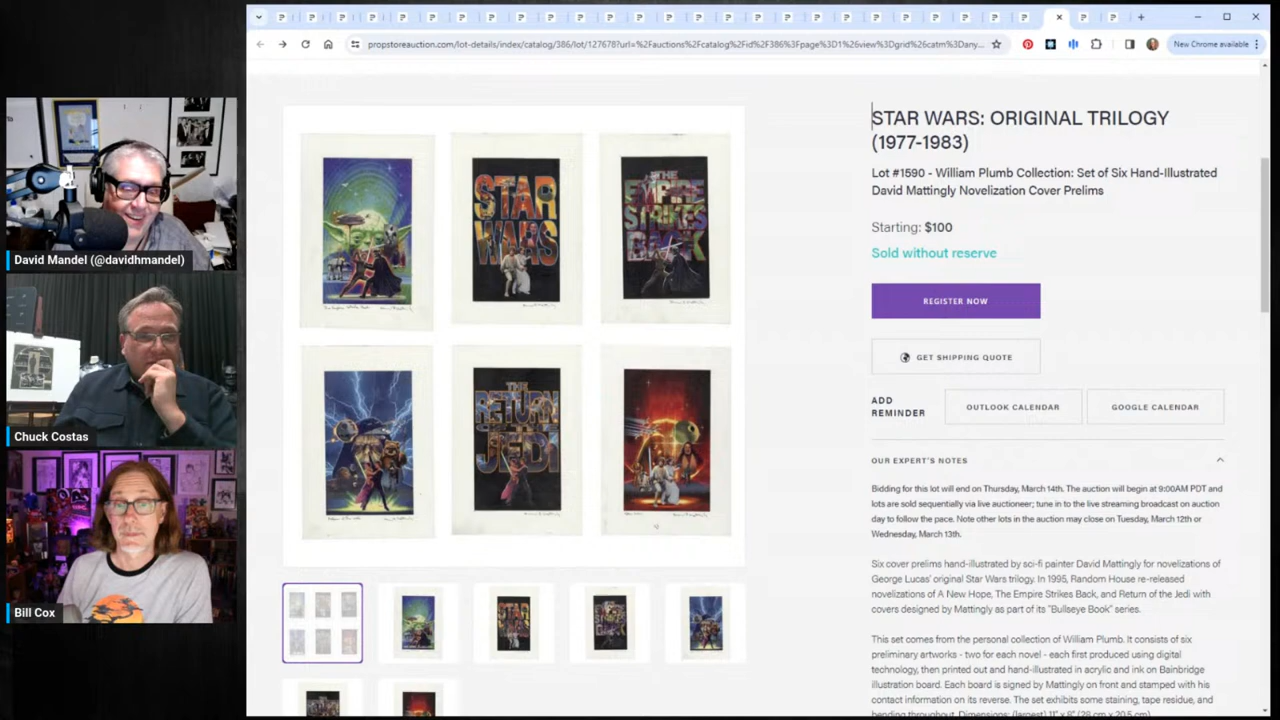 propstoreauction.com/lot-details/index/catalog/386/lot/127678?url=%2Fauctions%2Fcatalog%2Fid%2F386%3Fpage%3D1%26view%3Dgrid%26catm%3Dany...
New Chrome available
STAR WARS: ORIGINAL TRILOGY
(1977-1983)
Lot #1590 - William Plumb Collection: Set of Six Hand-Illustrated
David Mattingly Novelization Cover Prelims
Starting: $100
Sold without reserve
REGISTER NOW
GET SHIPPING QUOTE
ADD
REMINDER
OUTLOOK CALENDAR
GOOGLE CALENDAR
OUR EXPERT'S NOTES
Bidding for this lot will end on Thursday, March 14th. The auction will begin at 9:00AM PDT and
lots are sold sequentially via live auctioneer; tune in to the live streaming broadcast on auction
day to follow the pace. Note other lots in the auction may close on Tuesday, March 12th or
Wednesday, March 13th.
Six cover prelims hand-illustrated by sci-fi painter David Mattingly for novelizations of
George Lucas' original Star Wars trilogy. In 1995, Random House re-released
novelizations of A New Hope, The Empire Strikes Back, and Return of the Jedi with
covers designed by Mattingly as part of its "Bullseye Book" series.
This set comes from the personal collection of William Plumb. It consists of six
preliminary artworks - two for each novel - each first produced using digital
technology, then printed out and hand-illustrated in acrylic and ink on Bainbridge
illustration board. Each board is signed by Mattingly on front and stamped with his
contact information on its reverse. The set exhibits some staining, tape residue, and
bending throughout. Dimensions: (largest) 11" x 8" (28 cm x 20.5 cm)
STAR
WARS
THE
EMPIRE
STRIKES
BACK
THE
RETURN
OF THE
JEDI
David Mandel (@davidhmandel)
Chuck Costas
Bill Cox